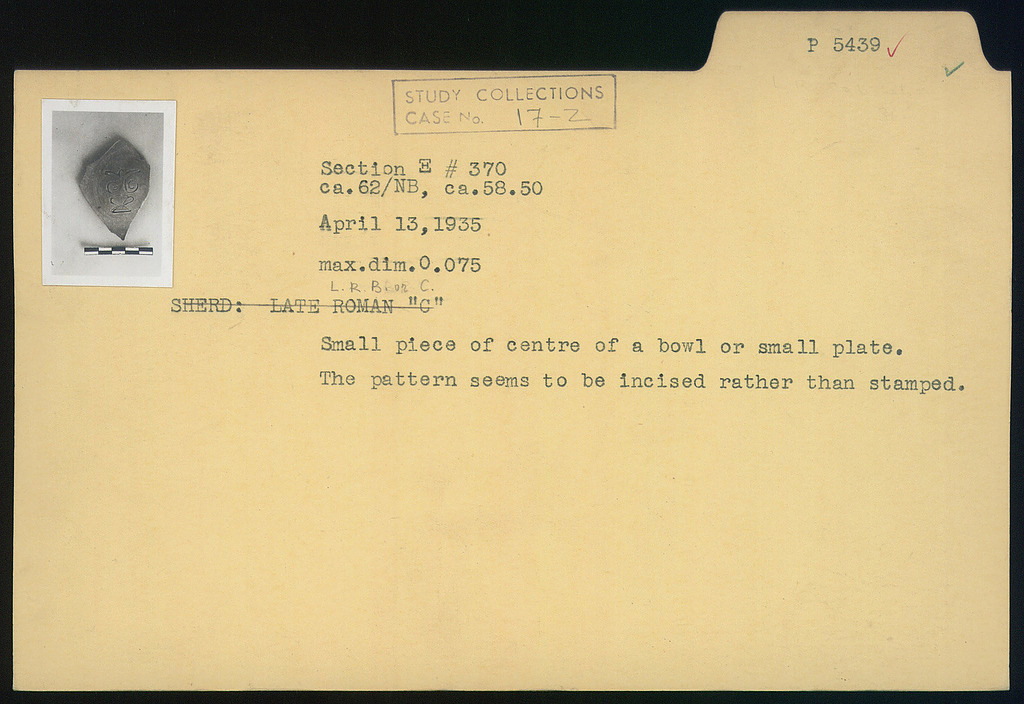 P 5439
STUDY COLLECTIONS
CASE No. 17-2
Section E # 370
ca.62/NB, ca.58.50
April 13,1935
max.dim.0.075
L.R. B or C.
SHERD: LATE ROMAN "C"
Small piece of centre of a bowl or small plate.
The pattern seems to be incised rather than stamped.